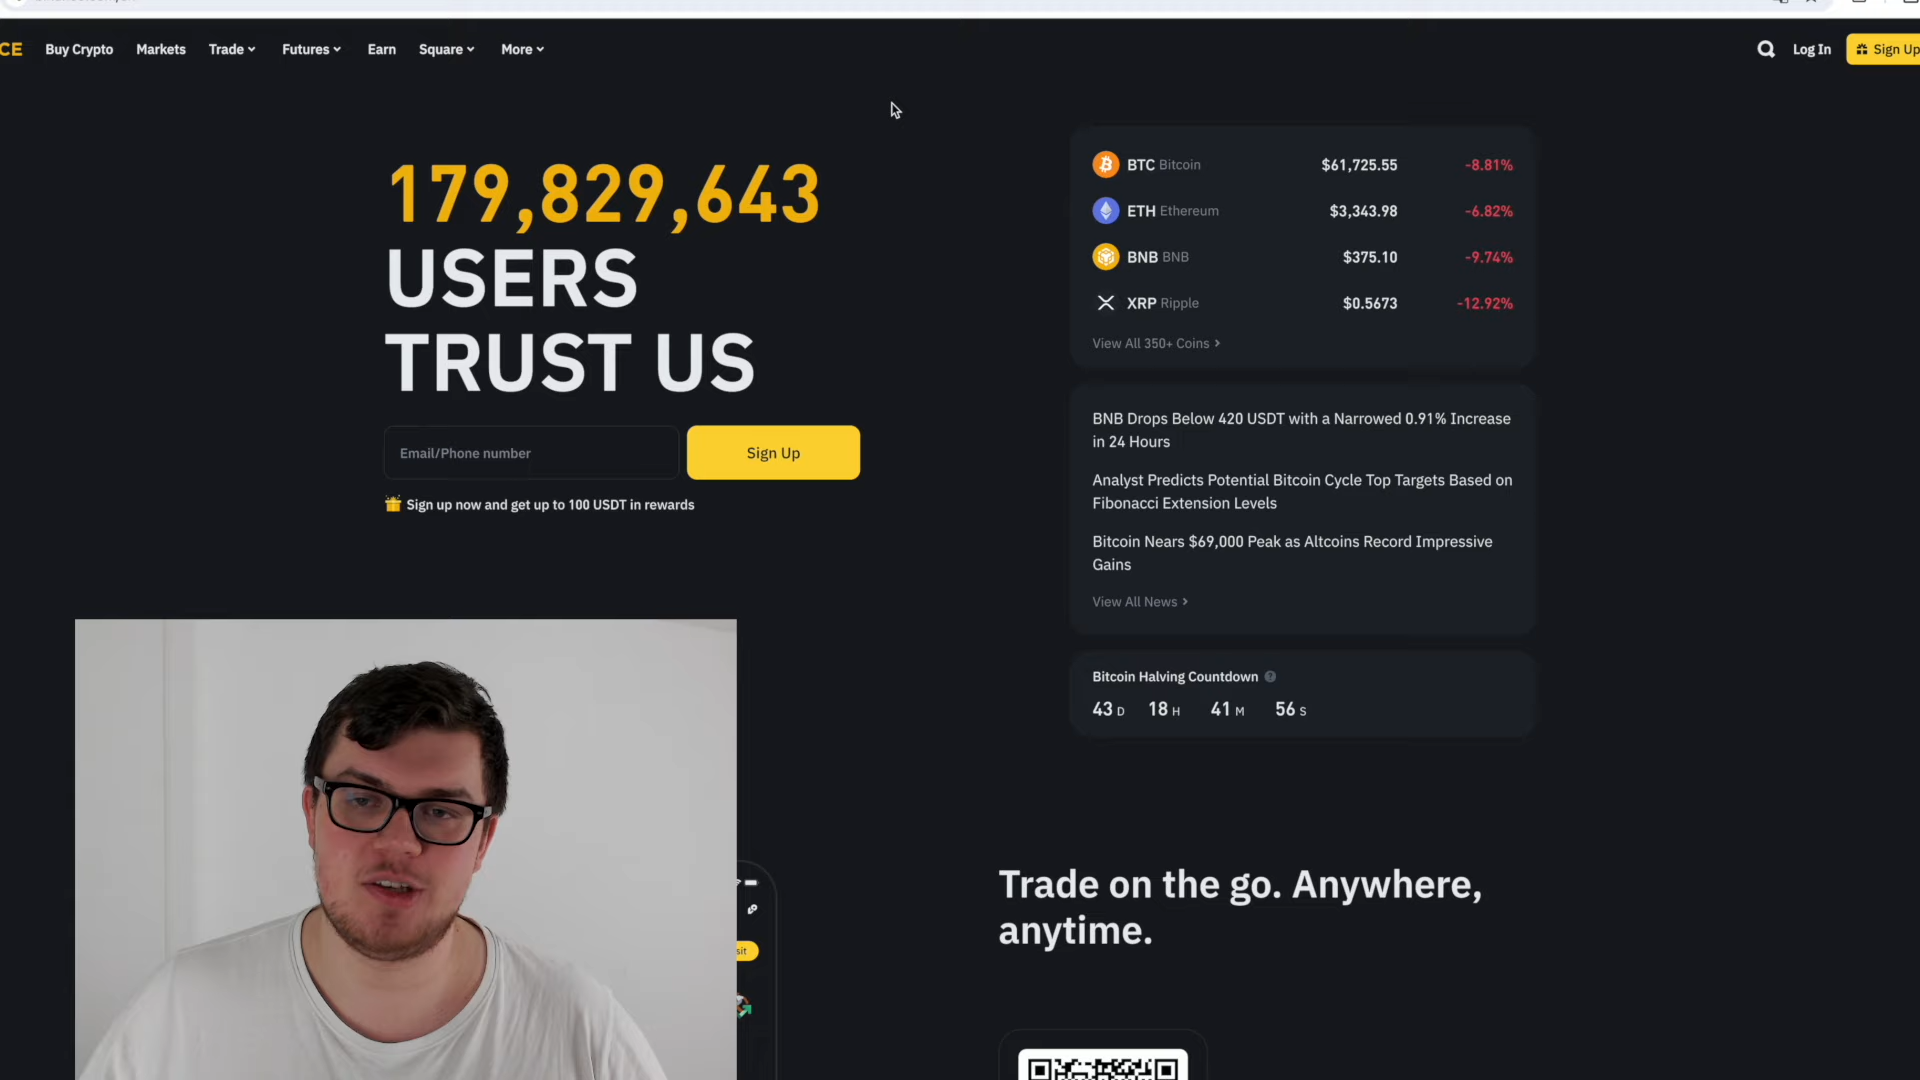 CE Buy Crypto Markets Trade Futures Earn Square More Log In Sign Up
179,829,643
USERS
TRUST US
Email/Phone number Sign Up
Sign up now and get up to 100 USDT in rewards
BTC Bitcoin $61,725.55 -8.81%
ETH Ethereum $3,343.98 -6.82%
BNB BNB $375.10 -9.74%
XRP Ripple $0.5673 -12.92%
View All 350+ Coins
BNB Drops Below 420 USDT with a Narrowed 0.91% Increase
in 24 Hours
Analyst Predicts Potential Bitcoin Cycle Top Targets Based on
Fibonacci Extension Levels
Bitcoin Nears $69,000 Peak as Altcoins Record Impressive
Gains
View All News
Bitcoin Halving Countdown
43 D 18 H 41 M 56 S
sit
Trade on the go. Anywhere,
anytime.